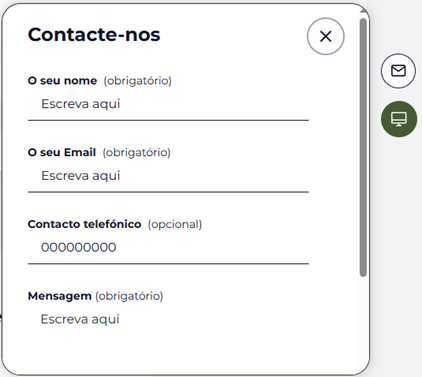 Contacte-nos
O seu nome (obrigatório)
Escreva aqui
O seu Email (obrigatório)
Escreva aqui
Contacto telefónico (opcional)
000000000
Mensagem (obrigatório)
Escreva aqui